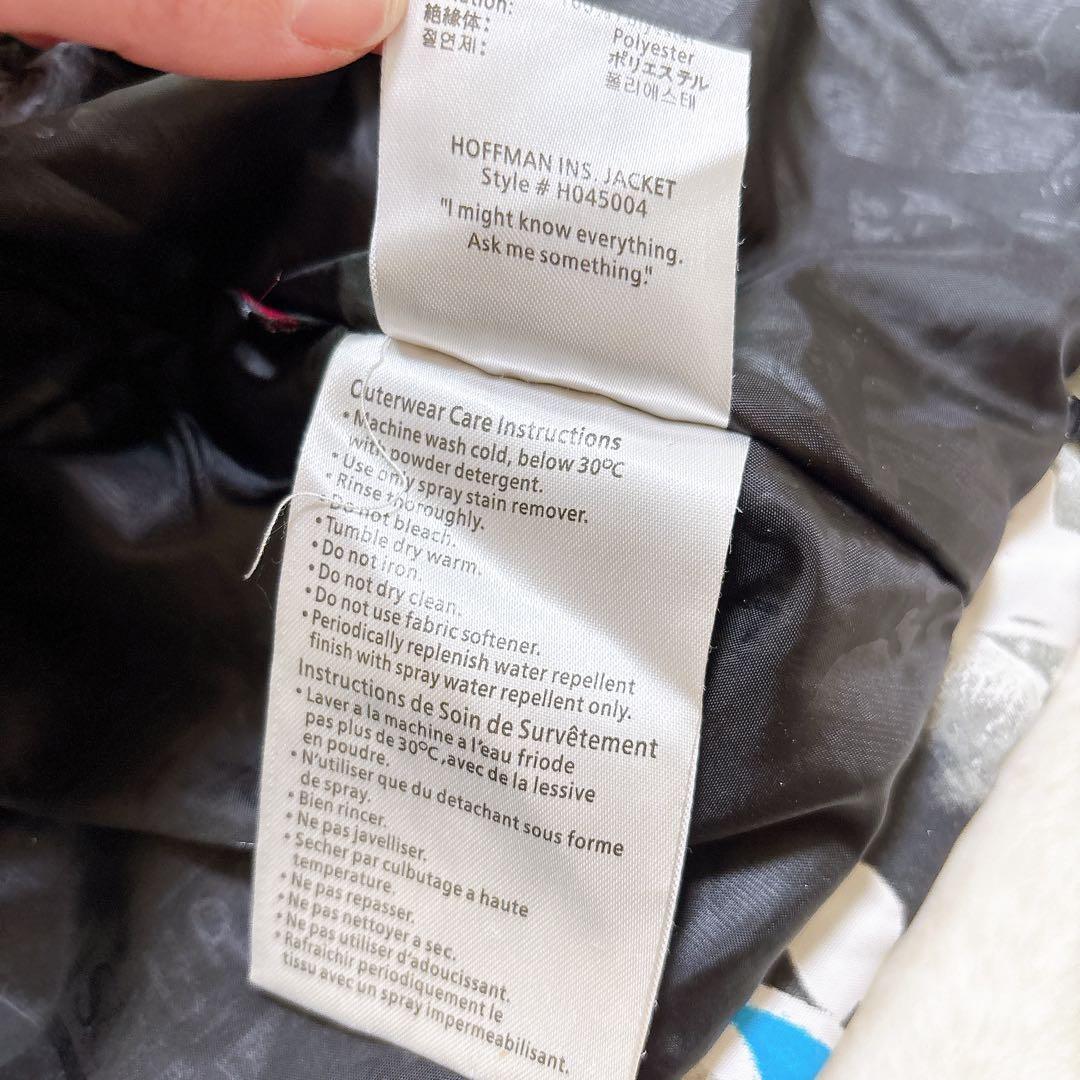 絶縁体:
절연제:
Polyester
ポリエステル
폴리에스테
HOFFMAN INS. JACKET
Style # H045004
"I might know everything.
Ask me something."
Outerwear Care Instructions
• Machine wash cold, below 30ºC
with powder detergent.
• Use only spray stain remover.
• Rinse thoroughly.
• Do not bleach.
• Tumble dry warm.
• Do not iron.
• Do not dry clean.
• Do not use fabric softener.
• Periodically replenish water repellent
finish with spray water repellent only.
Instructions de Soin de Survêtement
• Laver a la machine a l'eau friode
pas plus de 30ºC ,avec de la lessive
en poudre.
• N'utiliser que du detachant sous forme
de spray.
• Bien rincer.
• Ne pas javelliser.
• Secher par culbutage a haute
temperature.
• Ne pas repasser.
• Ne pas nettoyer a sec.
• Ne pas utiliser d'adoucissant.
• Rafraichir periodiquement le
tissu avec un spray impermeabilisant.